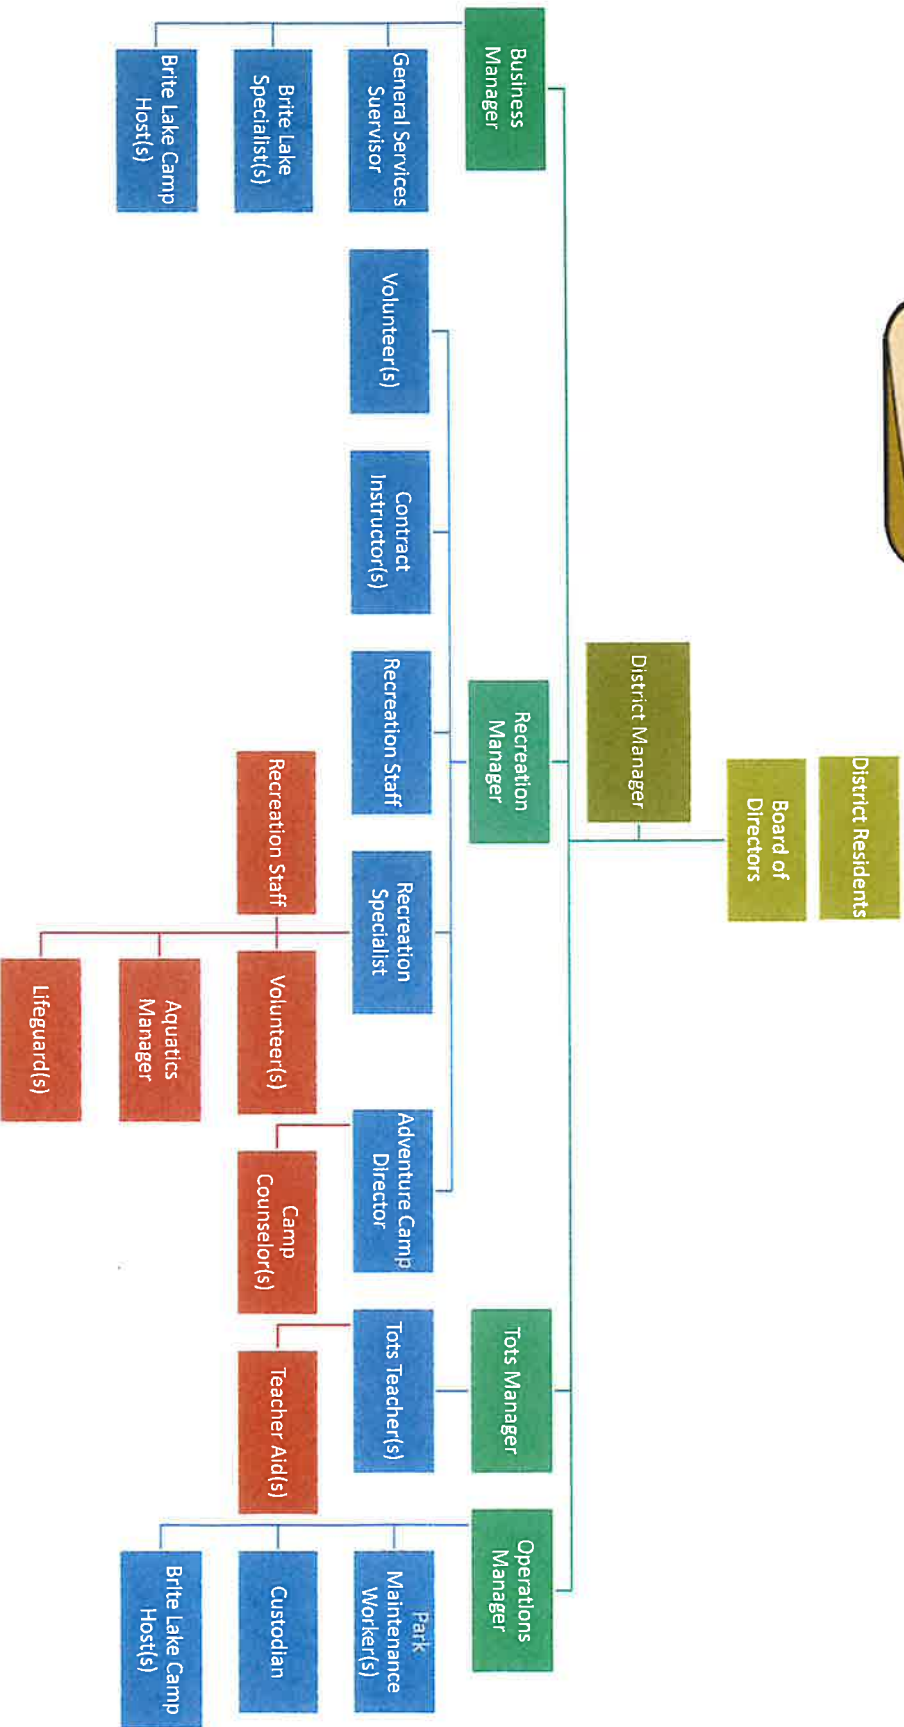 District Residents
Board of
Directors
District Manager
Business
Manager
Recreation
Manager
Tots Manager
Operations
Manager
General Services
Suervisor
Brite Lake
Specialist(s)
Brite Lake Camp
Host(s)
Volunteer(s)
Contract
Instructor(s)
Recreation Staff
Recreation
Specialist
Adventure Camp
Director
Tots Teacher(s)
Park
Maintenance
Worker(s)
Custodian
Brite Lake Camp
Host(s)
Recreation Staff
Volunteer(s)
Aquatics
Manager
Lifeguard(s)
Camp
Counselor(s)
Teacher Aid(s)